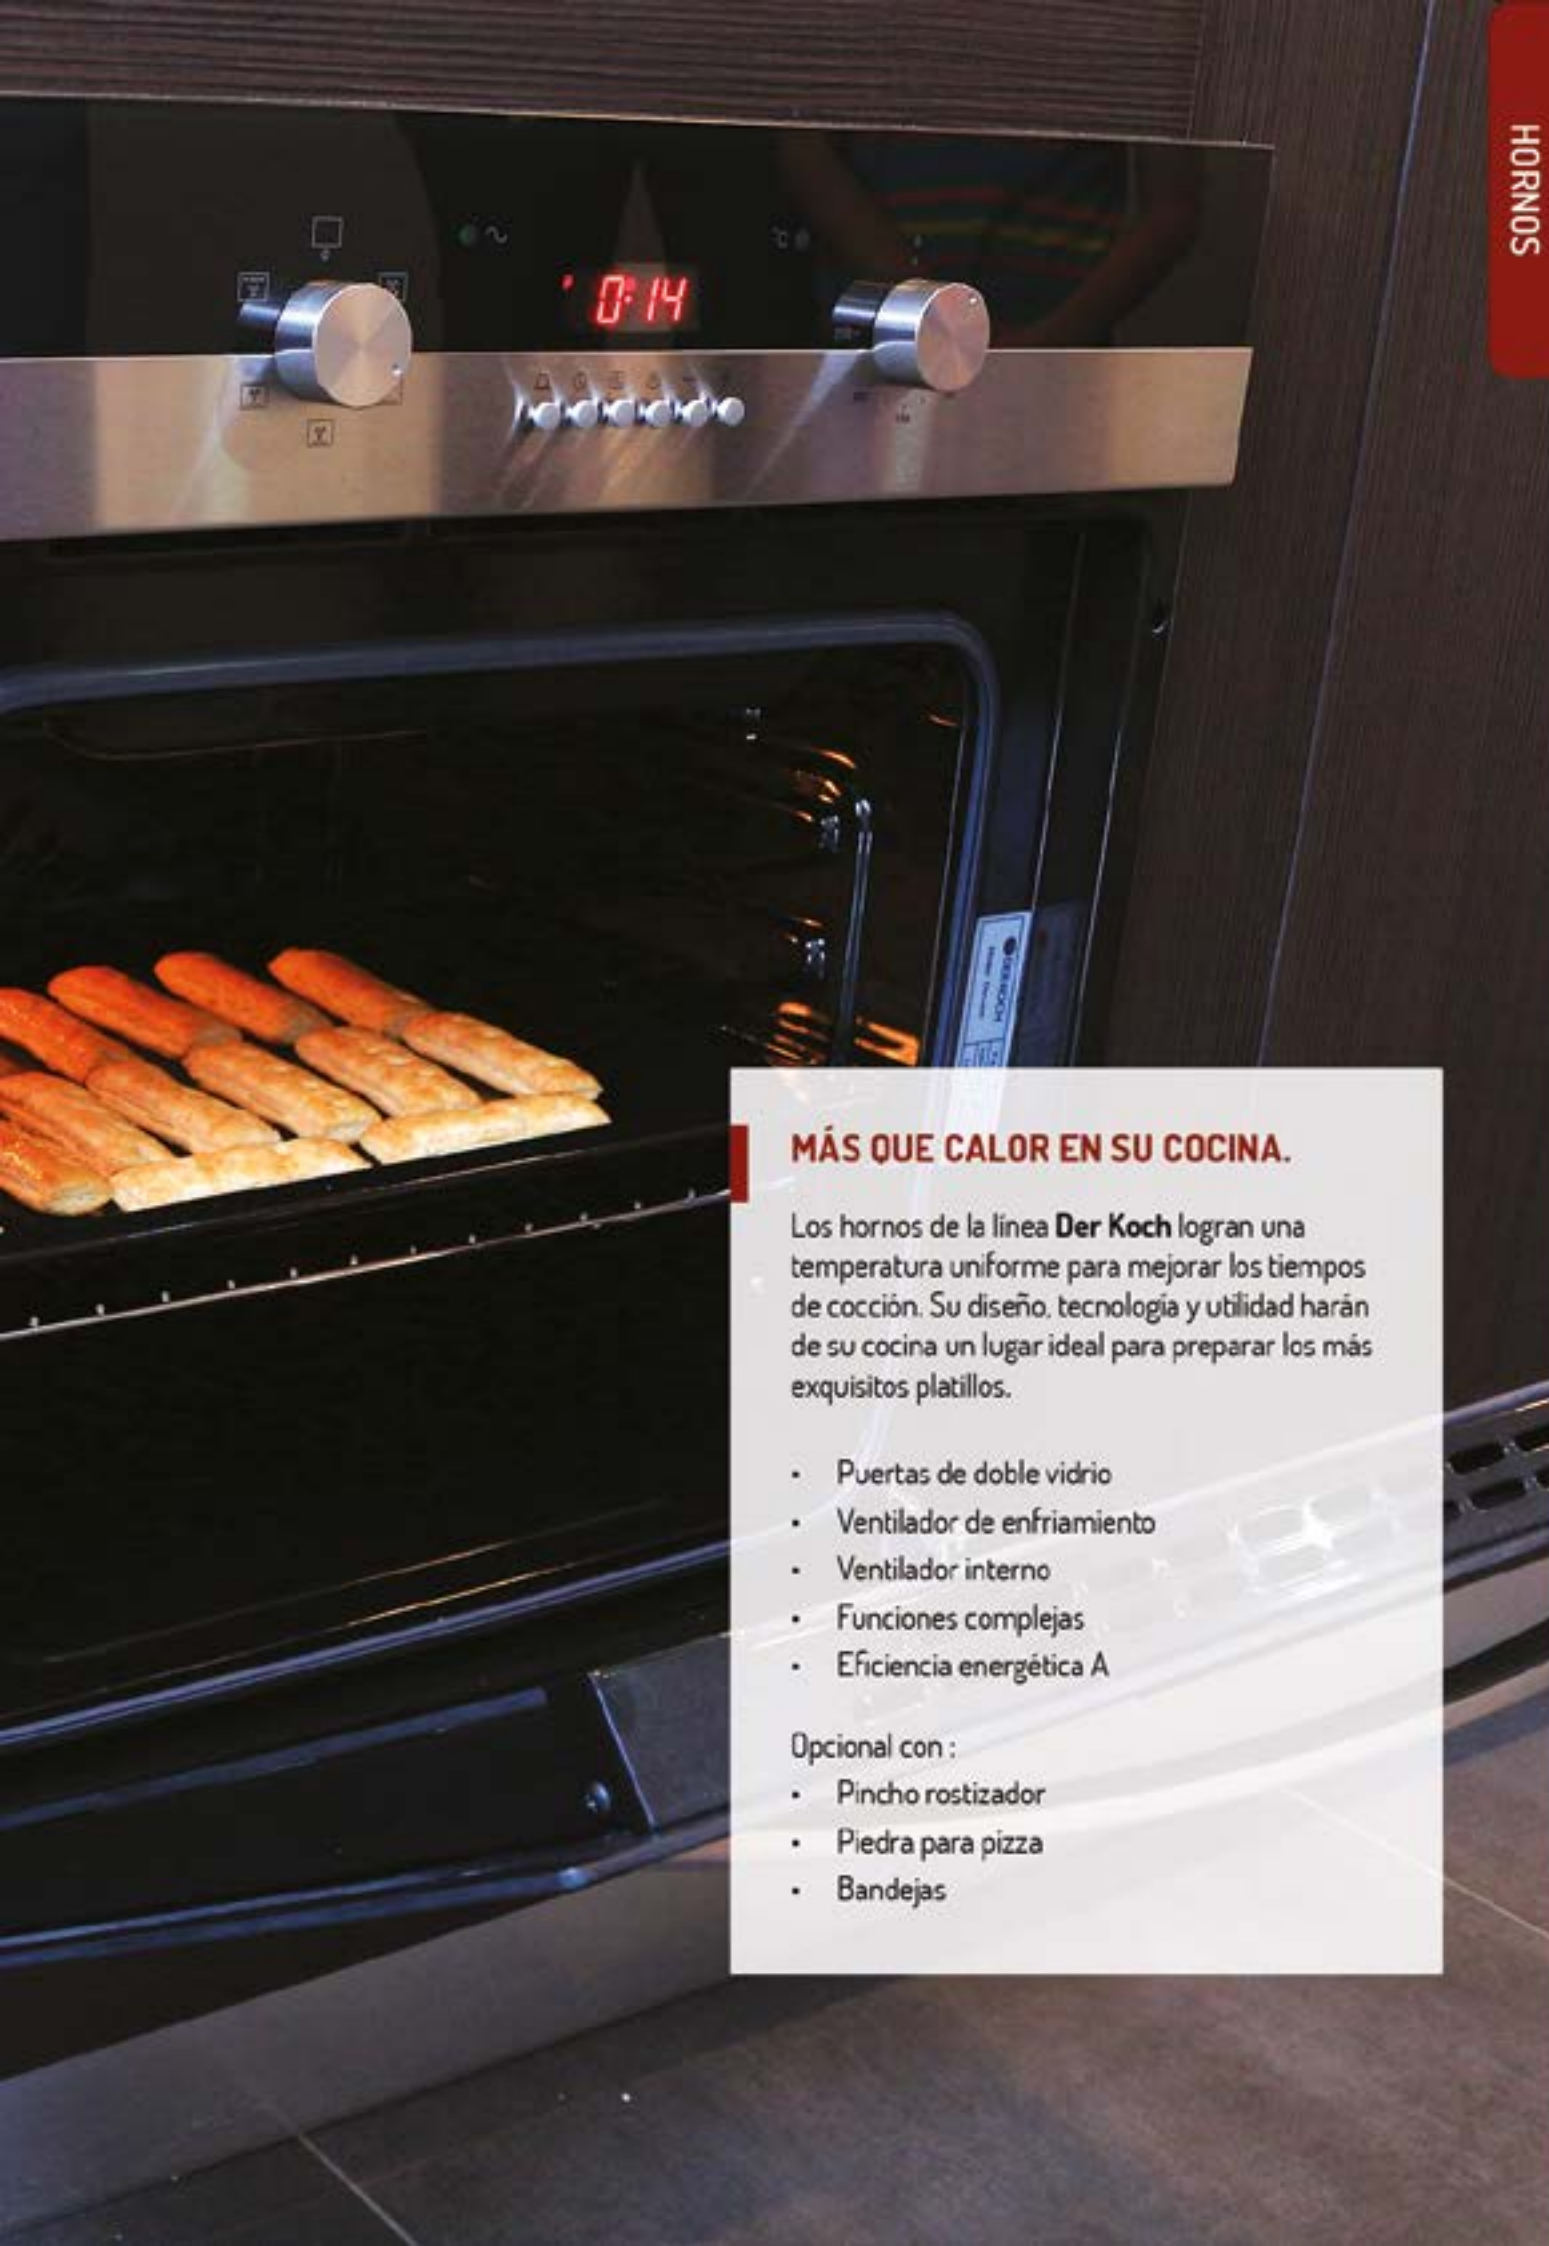 HORNOS
0:14
°C
DER KOCH
MÁS QUE CALOR EN SU COCINA.
Los hornos de la línea Der Koch logran una
temperatura uniforme para mejorar los tiempos
de cocción. Su diseño, tecnología y utilidad harán
de su cocina un lugar ideal para preparar los más
exquisitos platillos.
• Puertas de doble vidrio
• Ventilador de enfriamiento
• Ventilador interno
• Funciones complejas
• Eficiencia energética A
Opcional con :
• Pincho rostizador
• Piedra para pizza
• Bandejas